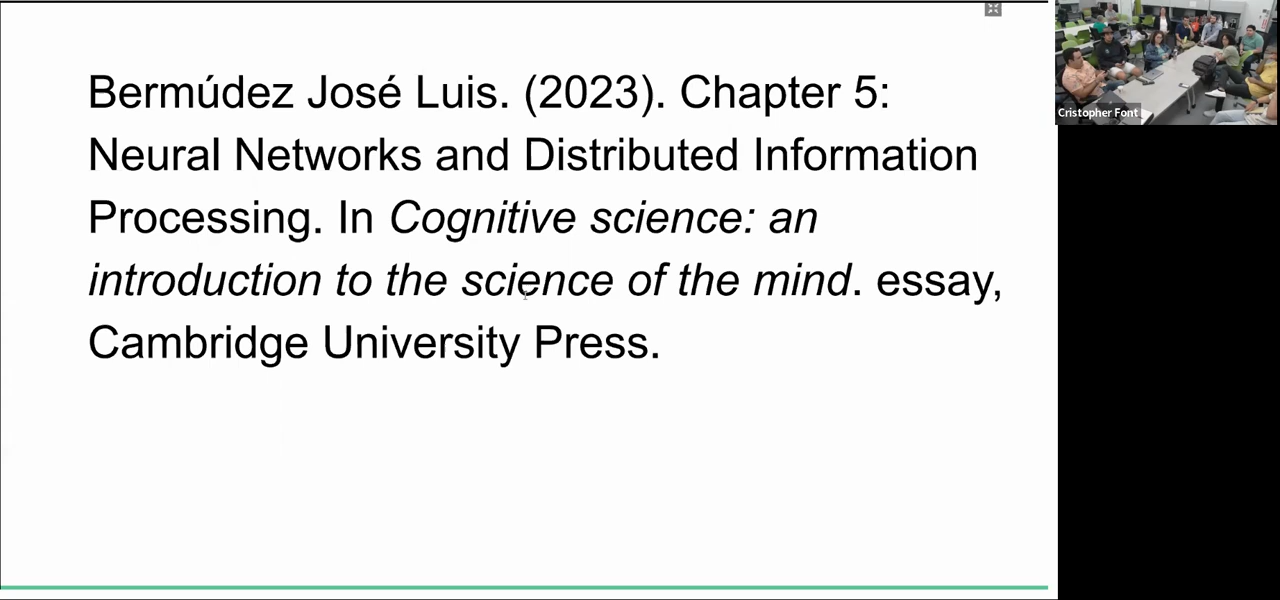 Bermúdez José Luis. (2023). Chapter 5:
Neural Networks and Distributed Information
Processing. In Cognitive science: an
introduction to the science of the mind. essay,
Cambridge University Press.
Cristopher Font